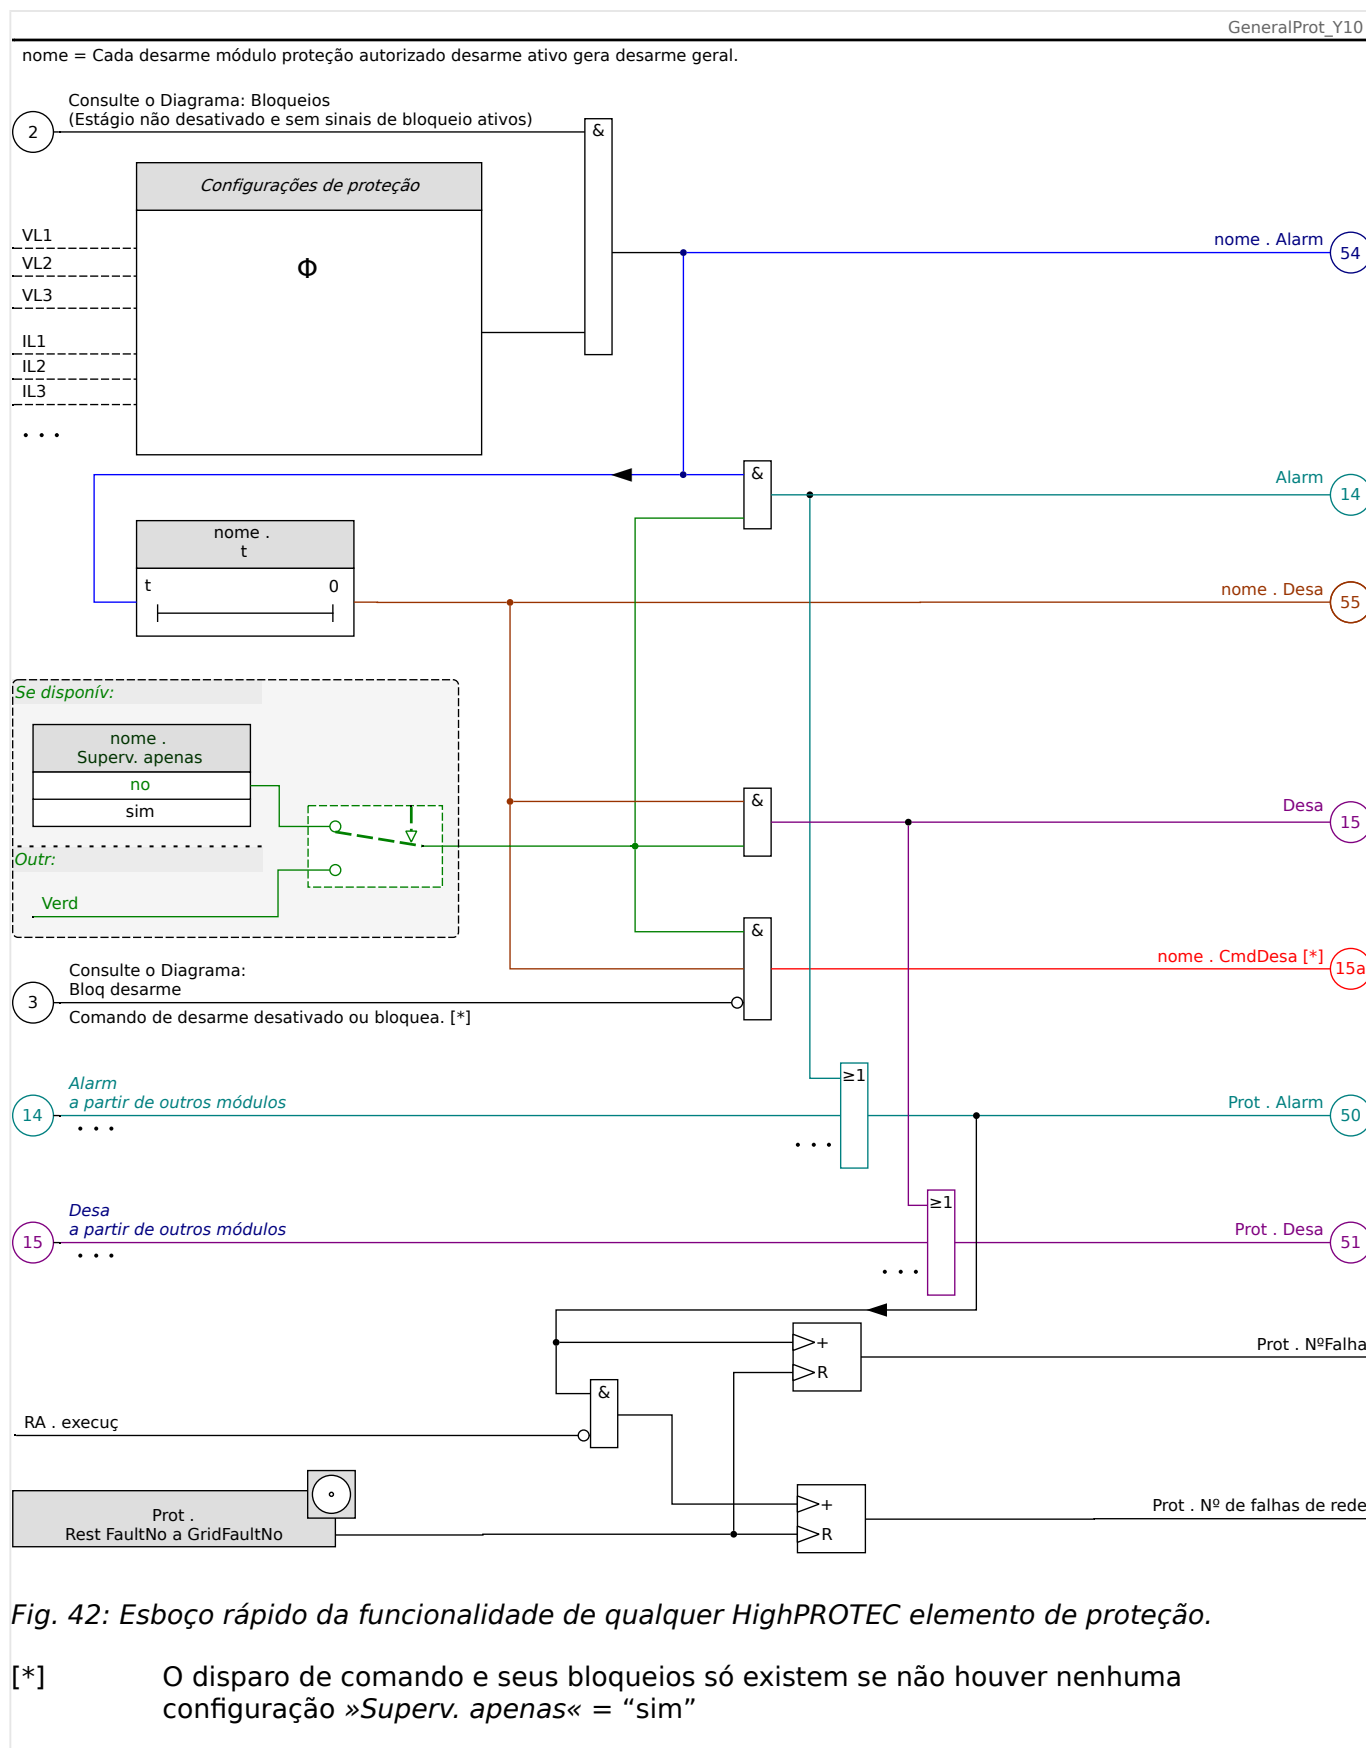 GeneralProt_Y10
nome = Cada desarme módulo proteção autorizado desarme ativo gera desarme geral.
Consulte o Diagrama: Bloqueios
(Estágio não desativado e sem sinais de bloqueio ativos)
2
&
Configurações de proteção
Φ
VL1
VL2
VL3
IL1
IL2
IL3
. . .
nome . Alarm
54
&
Alarm
14
nome .
t
t 0
nome . Desa
55
Se disponív:
nome .
Superv. apenas
no
sim
Outr:
Verd
&
Desa
15
&
nome . CmdDesa [*]
15a
Consulte o Diagrama:
Bloq desarme
3
Comando de desarme desativado ou bloquea. [*]
Alarm
a partir de outros módulos
14
. . .
≥1
. . .
Prot . Alarm
50
Desa
a partir de outros módulos
15
. . .
≥1
. . .
Prot . Desa
51
+
R
Prot . NºFalha
&
RA . execuç
Prot .
Rest FaultNo a GridFaultNo
+
R
Prot . Nº de falhas de rede
Fig. 42: Esboço rápido da funcionalidade de qualquer HighPROTEC elemento de proteção.
[*] O disparo de comando e seus bloqueios só existem se não houver nenhuma
configuração »Superv. apenas« = “sim”